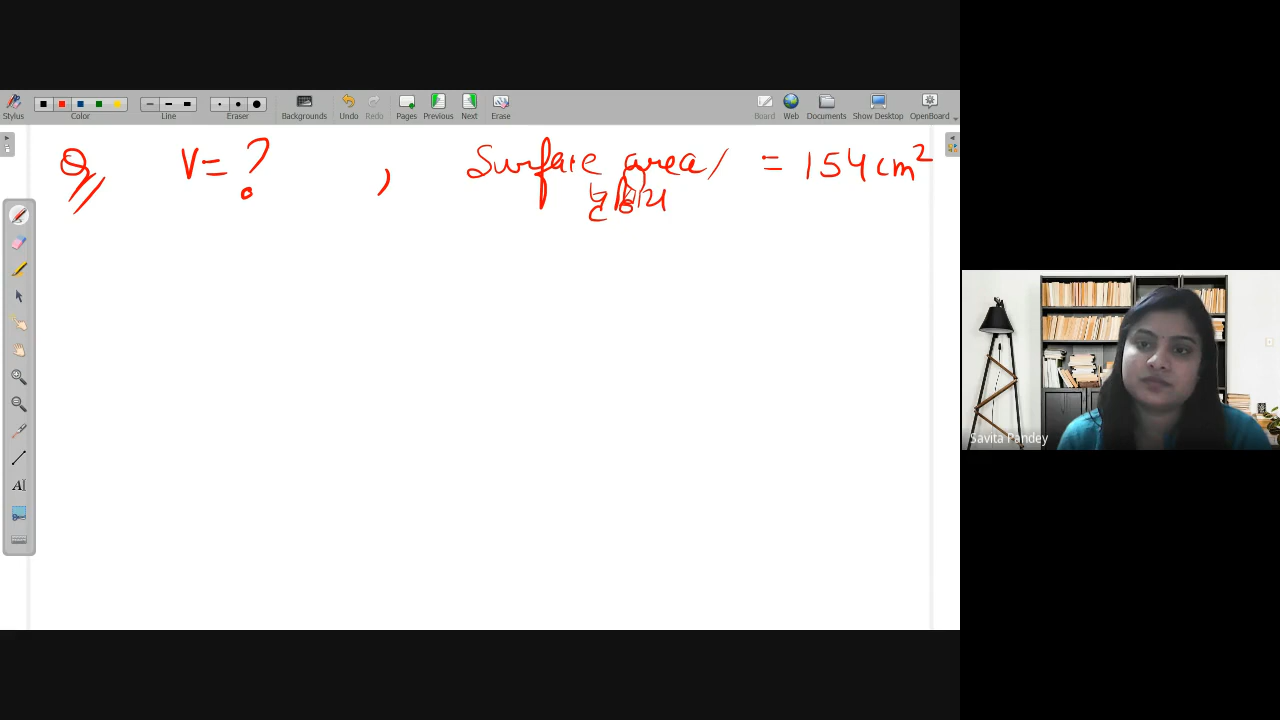 Stylus Color Line Eraser Backgrounds Undo Redo Pages Previous Next Erase Board Web Documents Show Desktop OpenBoard
Q V = ? , Surface area / = 154 cm²
पृष्ठीय
Savita Pandey